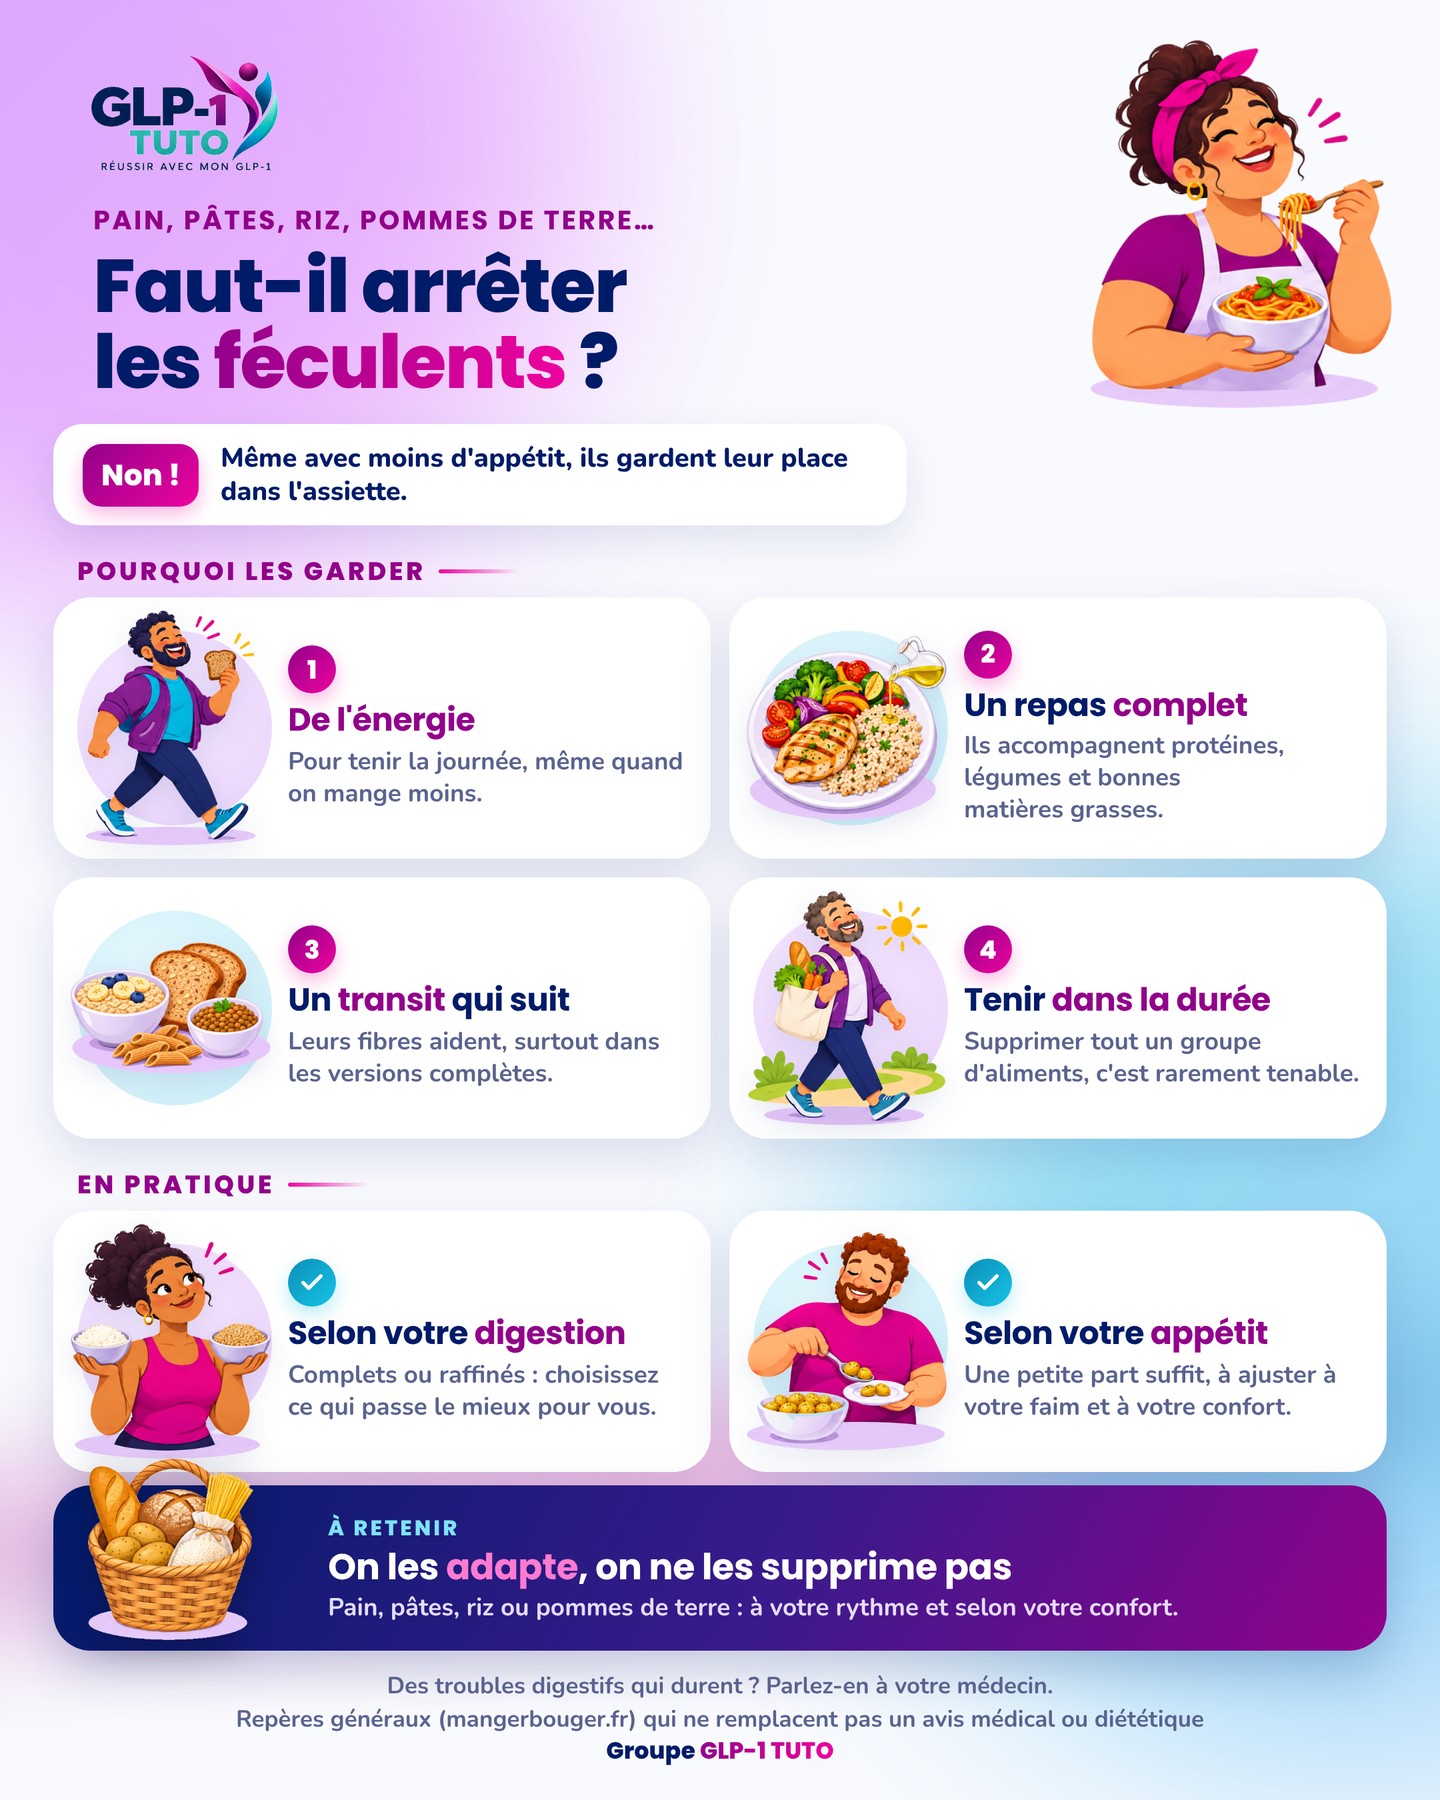 GLP-1
TUTO
RÉUSSIR AVEC MON GLP-1
PAIN, PÂTES, RIZ, POMMES DE TERRE…
Faut-il arrêter
les féculents ?
Non !
Même avec moins d'appétit, ils gardent leur place
dans l'assiette.
POURQUOI LES GARDER
1
De l'énergie
Pour tenir la journée, même quand
on mange moins.
2
Un repas complet
Ils accompagnent protéines,
légumes et bonnes
matières grasses.
3
Un transit qui suit
Leurs fibres aident, surtout dans
les versions complètes.
4
Tenir dans la durée
Supprimer tout un groupe
d'aliments, c'est rarement tenable.
EN PRATIQUE
Selon votre digestion
Complets ou raffinés : choisissez
ce qui passe le mieux pour vous.
Selon votre appétit
Une petite part suffit, à ajuster à
votre faim et à votre confort.
À RETENIR
On les adapte, on ne les supprime pas
Pain, pâtes, riz ou pommes de terre : à votre rythme et selon votre confort.
Des troubles digestifs qui durent ? Parlez-en à votre médecin.
Repères généraux (mangerbouger.fr) qui ne remplacent pas un avis médical ou diététique
Groupe GLP-1 TUTO